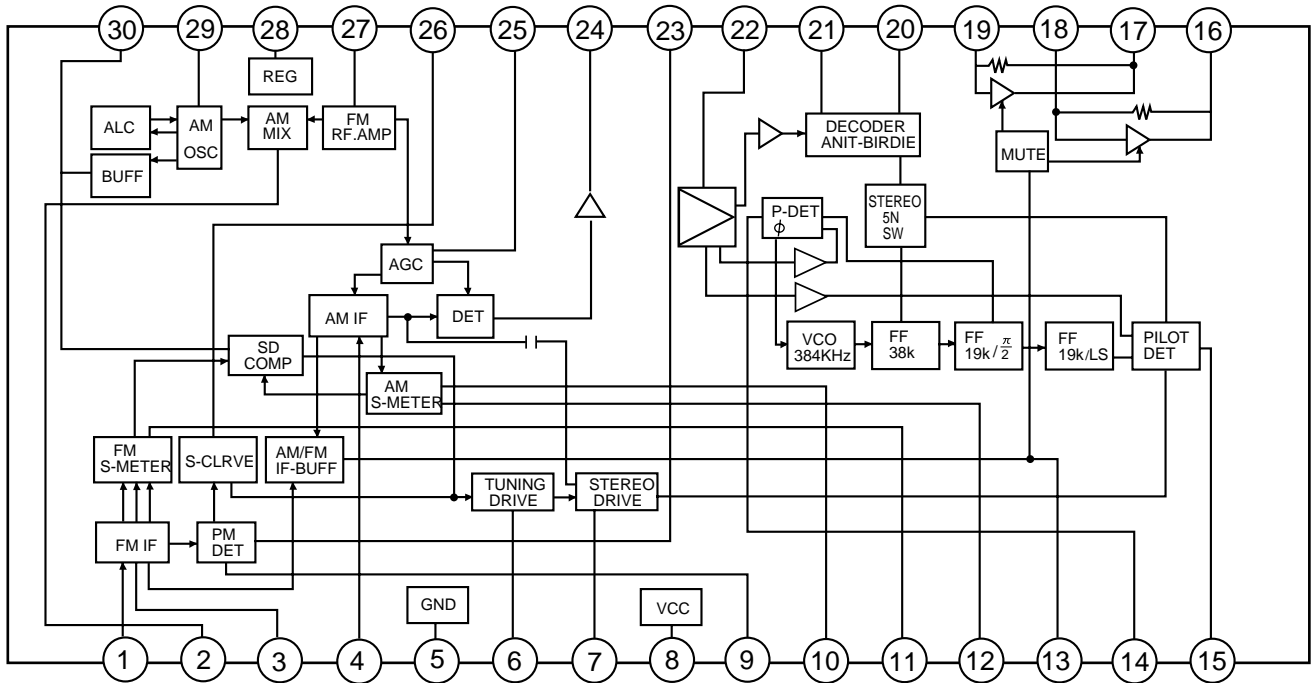 30 29 28 27 26 25 24 23 22 21 20 19 18 17 16
REG
ALC
AM
OSC
AM
MIX
FM
RF.AMP
BUFF
DECODER
ANIT-BIRDIE
MUTE
STEREO
5N
SW
P-DET
ϕ
AGC
AM IF
DET
SD
COMP
AM
S-METER
VCO
384KHz
FF
38k
FF
19k/π/2
FF
19k/LS
PILOT
DET
FM
S-METER
S-CLRVE
AM/FM
IF-BUFF
TUNING
DRIVE
STEREO
DRIVE
FM IF
PM
DET
GND
VCC
1 2 3 4 5 6 7 8 9 10 11 12 13 14 15